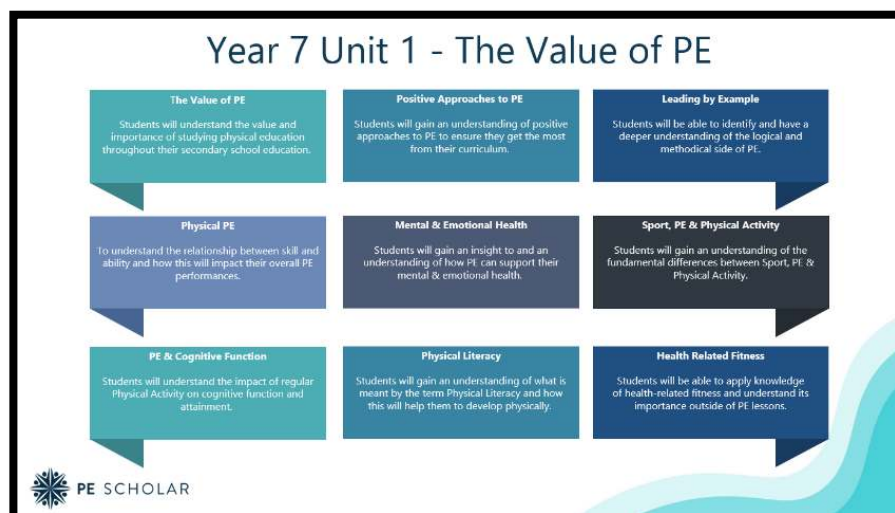 Year 7 Unit 1 - The Value of PE
The Value of PE
Students will understand the value and
importance of studying physical education
throughout their secondary school education.
Positive Approaches to PE
Students will gain an understanding of positive
approaches to PE to ensure they get the most
from their curriculum.
Leading by Example
Students will be able to identify and have a
deeper understanding of the logical and
methodical side of PE.
Physical PE
To understand the relationship between skill and
ability and how this will impact their overall PE
performances.
Mental & Emotional Health
Students will gain an insight to and an
understanding of how PE can support their
mental & emotional health.
Sport, PE & Physical Activity
Students will gain an understanding of the
fundamental differences between Sport, PE &
Physical Activity.
PE & Cognitive Function
Students will understand the impact of regular
Physical Activity on cognitive function and
attainment.
Physical Literacy
Students will gain an understanding of what is
meant by the term Physical Literacy and how
this will help them to develop physically.
Health Related Fitness
Students will be able to apply knowledge
of health-related fitness and understand its
importance outside of PE lessons.
PE SCHOLAR